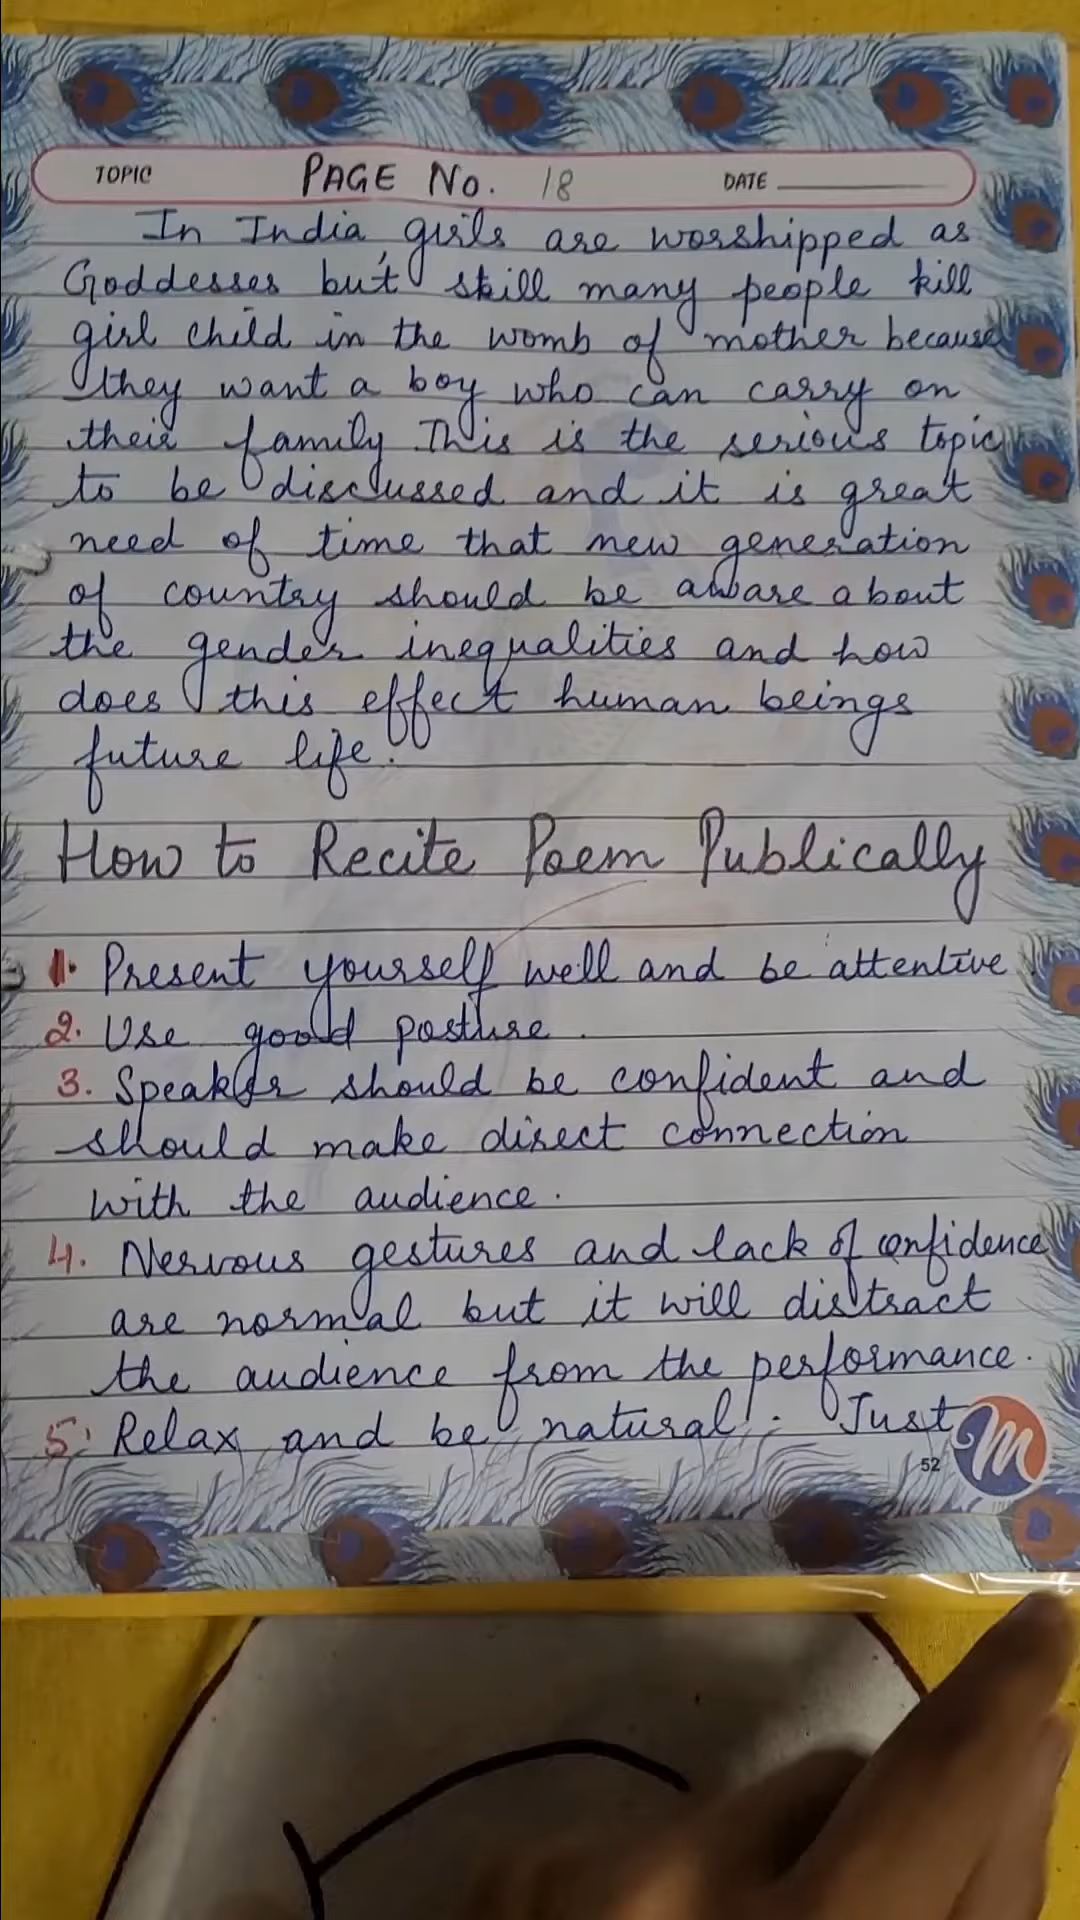 TOPIC PAGE No. 18 DATE
In India, girls are worshipped as
Goddesses but still many people kill
girl child in the womb of mother because
they want a boy who can carry on
their family. This is the serious topic
to be discussed and it is great
need of time that new generation
of country should be aware about
the gender inequalities and how
does this effect human beings
future life.
How to Recite Poem Publically
1. Present yourself well and be attentive
2. Use good posture.
3. Speaker should be confident and
should make direct connection
with the audience.
4. Nervous gestures and lack of confidence
are normal but it will distract
the audience from the performance.
5. Relax and be natural. Just
52 M